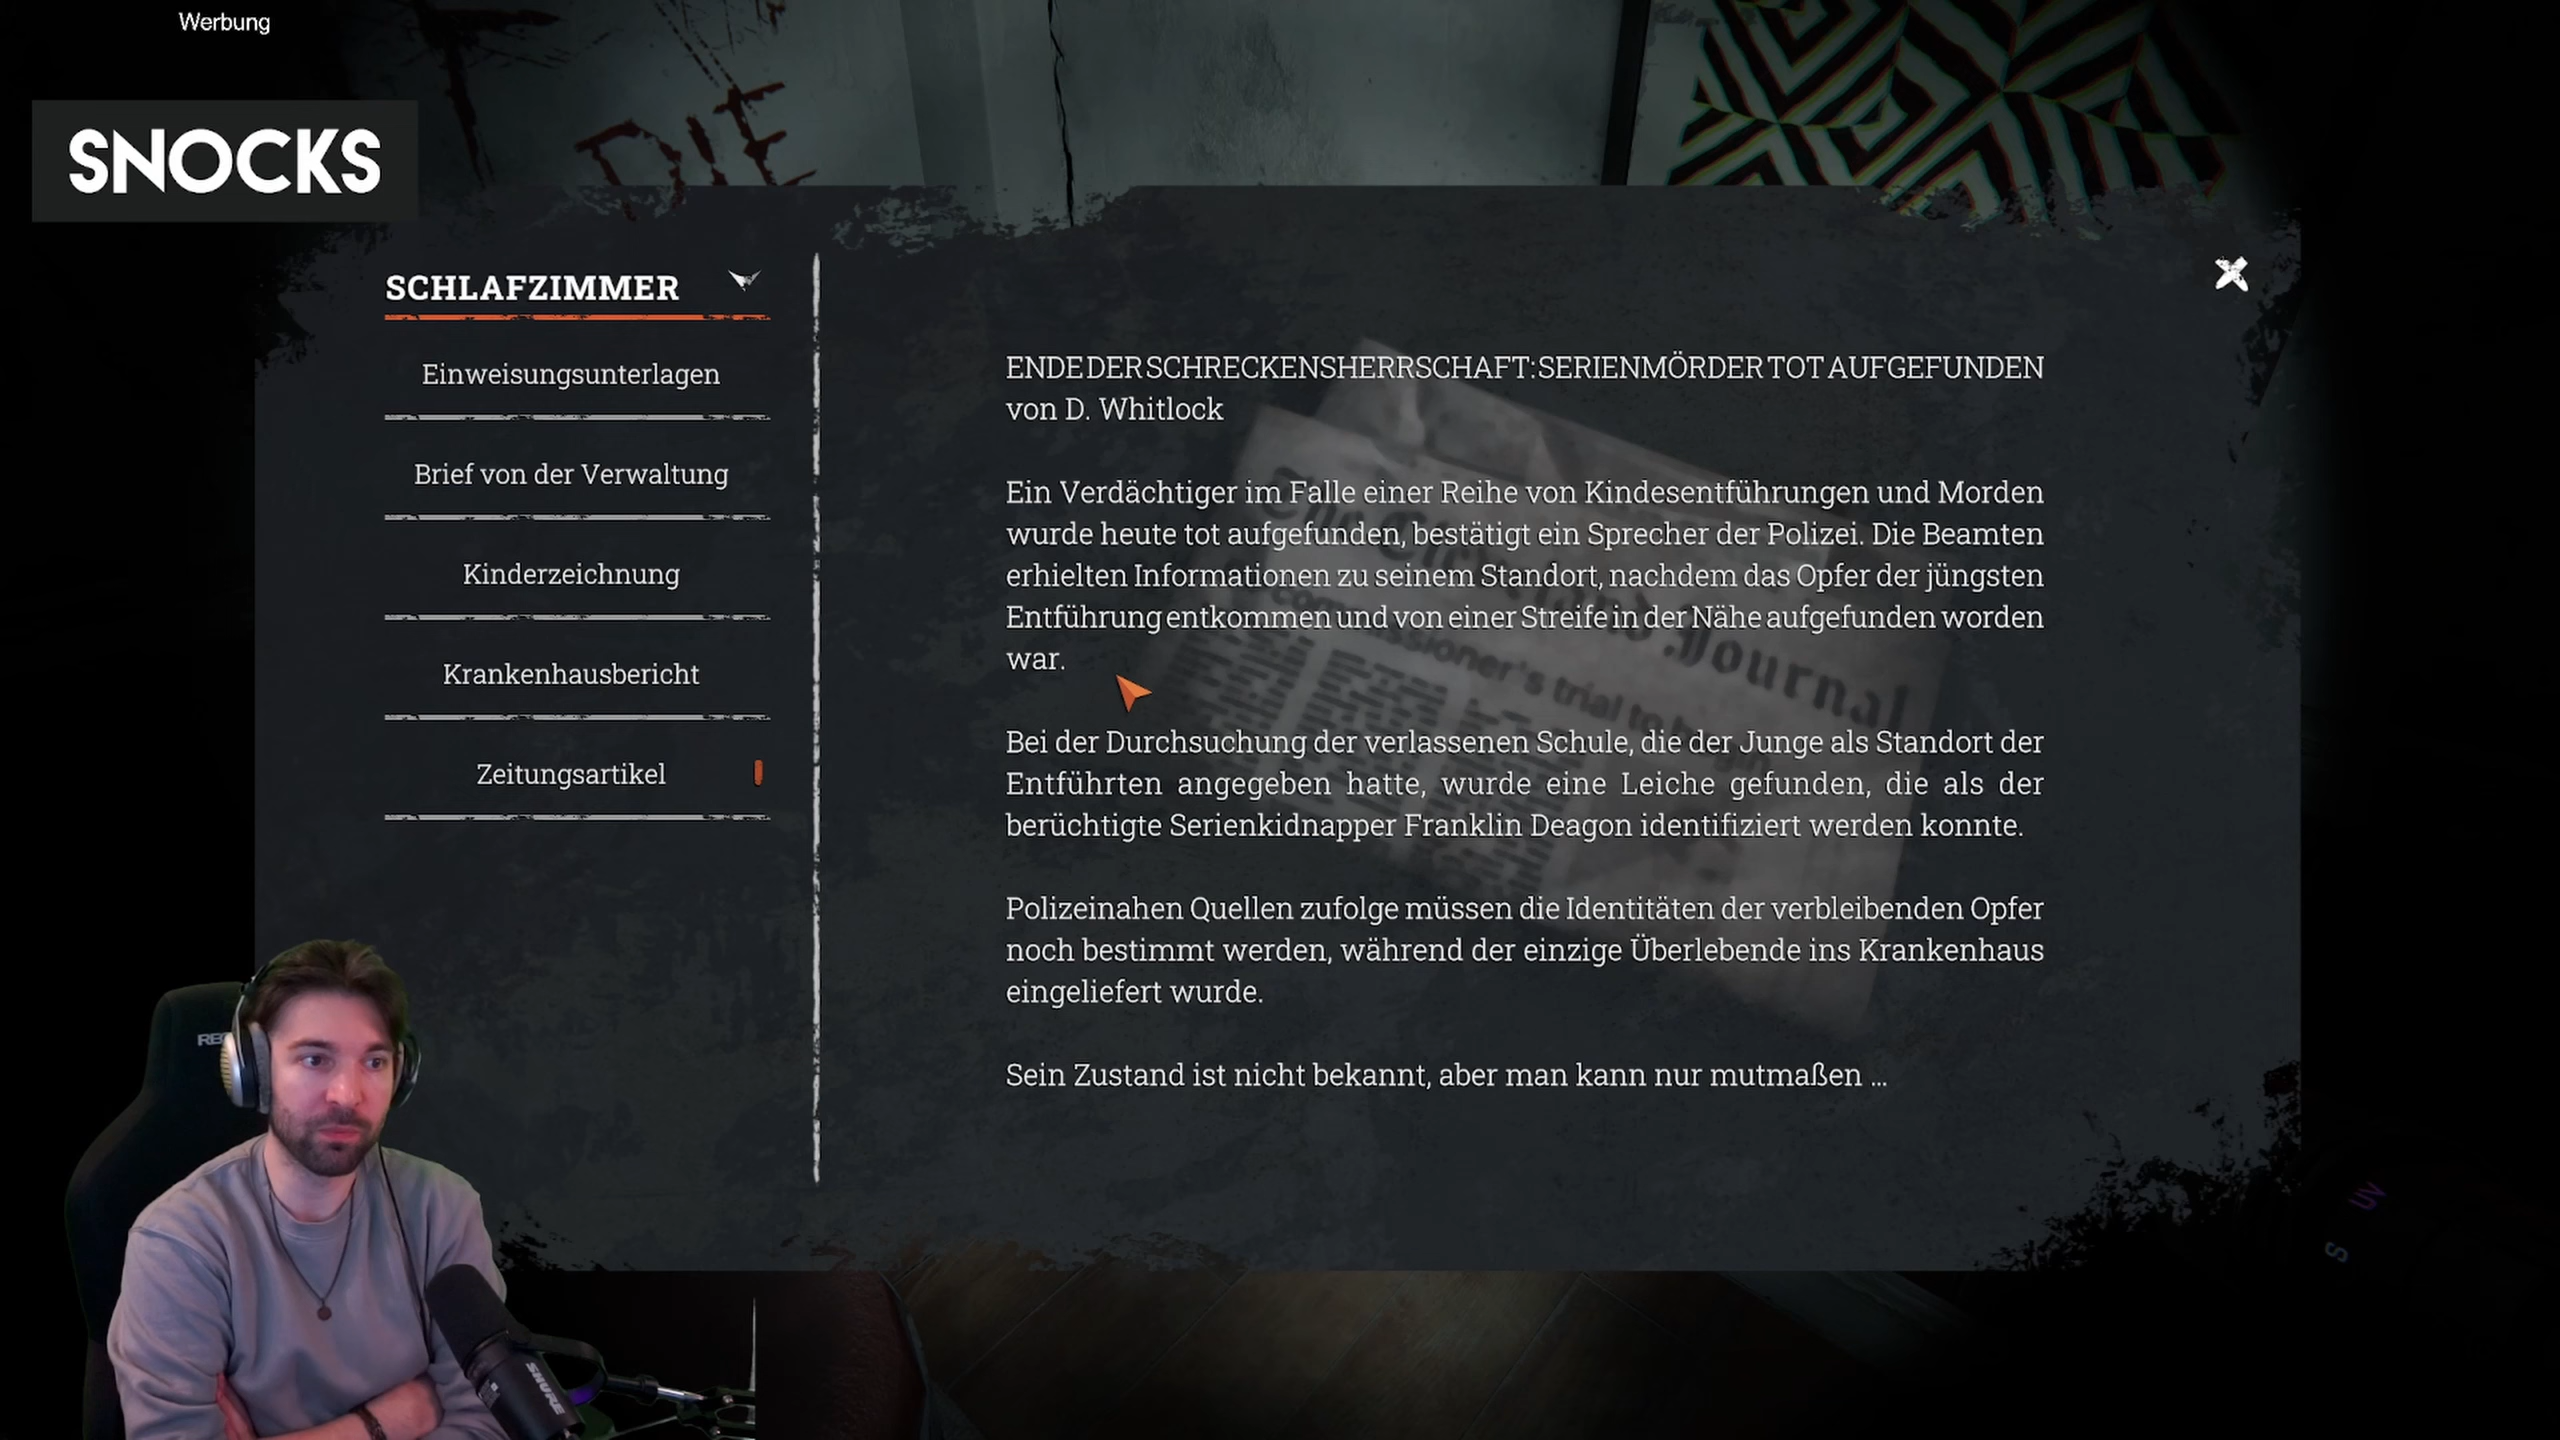 Werbung
SNOCKS
DIE
SCHLAFZIMMER
Einweisungsunterlagen
Brief von der Verwaltung
Kinderzeichnung
Krankenhausbericht
Zeitungsartikel
ENDE DER SCHRECKENSHERRSCHAFT: SERIENMÖRDER TOT AUFGEFUNDEN
von D. Whitlock
Ein Verdächtiger im Falle einer Reihe von Kindesentführungen und Morden
wurde heute tot aufgefunden, bestätigt ein Sprecher der Polizei. Die Beamten
erhielten Informationen zu seinem Standort, nachdem das Opfer der jüngsten
Entführung entkommen und von einer Streife in der Nähe aufgefunden worden
war.
Bei der Durchsuchung der verlassenen Schule, die der Junge als Standort der
Entführten angegeben hatte, wurde eine Leiche gefunden, die als der
berüchtigte Serienkidnapper Franklin Deagon identifiziert werden konnte.
Polizeinahen Quellen zufolge müssen die Identitäten der verbleibenden Opfer
noch bestimmt werden, während der einzige Überlebende ins Krankenhaus
eingeliefert wurde.
Sein Zustand ist nicht bekannt, aber man kann nur mutmaßen ...
Journal
trial to
UV
S
SHURE